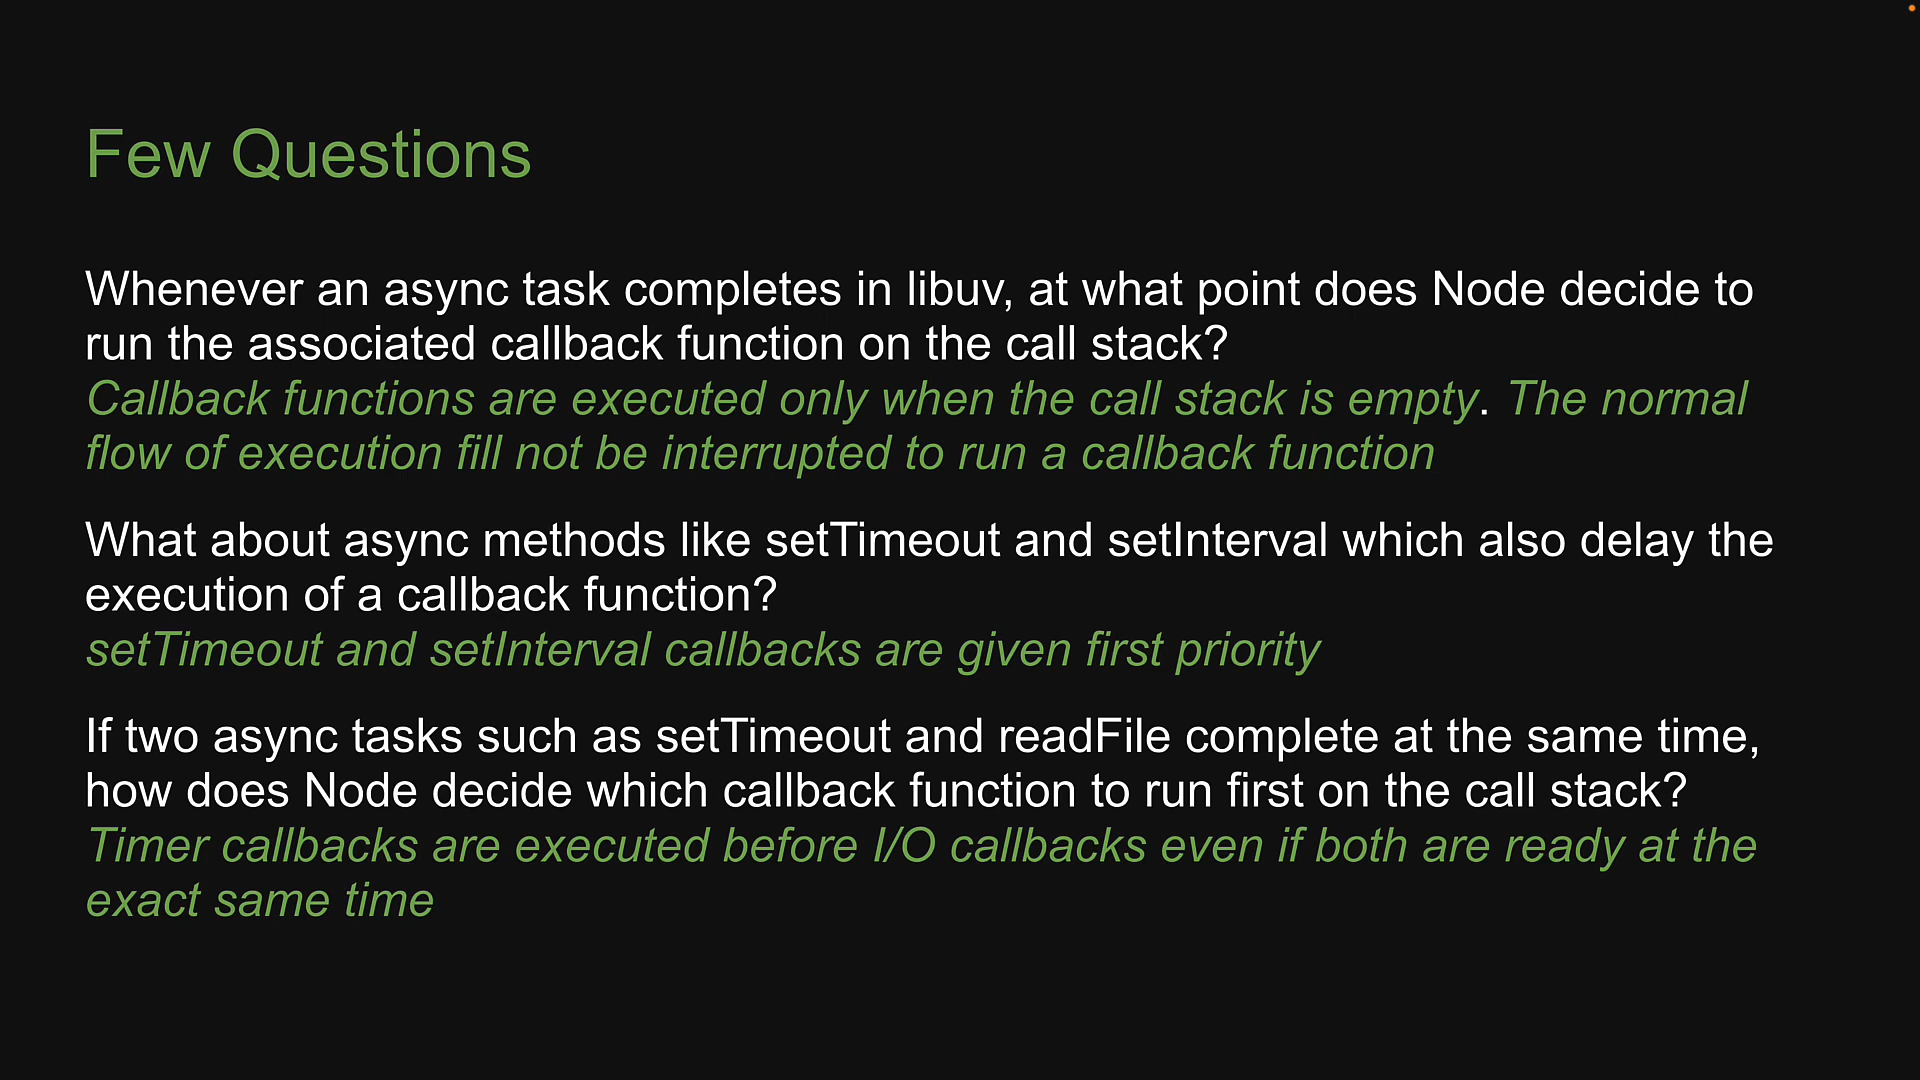 Few Questions
Whenever an async task completes in libuv, at what point does Node decide to
run the associated callback function on the call stack?
Callback functions are executed only when the call stack is empty. The normal
flow of execution fill not be interrupted to run a callback function
What about async methods like setTimeout and setInterval which also delay the
execution of a callback function?
setTimeout and setInterval callbacks are given first priority
If two async tasks such as setTimeout and readFile complete at the same time,
how does Node decide which callback function to run first on the call stack?
Timer callbacks are executed before I/O callbacks even if both are ready at the
exact same time